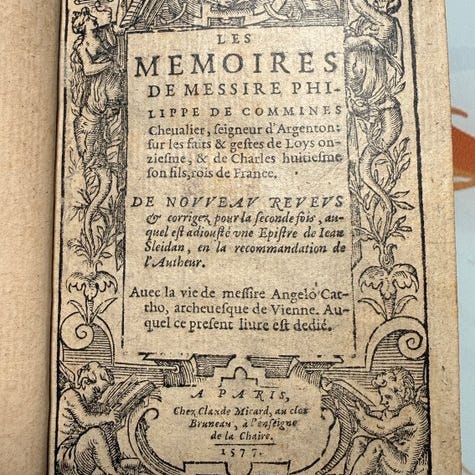 LES
MEMOIRES
DE MESSIRE PHI-
LIPPE DE COMMINES
Cheualier, seigneur d'Argenton:
sur les faits & gestes de Loys on-
ziesme, & de Charles huitiesme
son fils, rois de France.
DE NOVVEAV REVEVS
& corrigez pour la seconde fois, au-
quel est adiousté vne Epistre de Iean
Sleidan, en la recommandation de
l'Autheur.
Auec la vie de messire Angelo Cat-
tho, archeuesque de Vienne. Au-
quel ce present liure est dedié.
A PARIS,
Chez Claude Micard, au clos
Bruneau, à l'enseigne
de la Chaire.
1577.